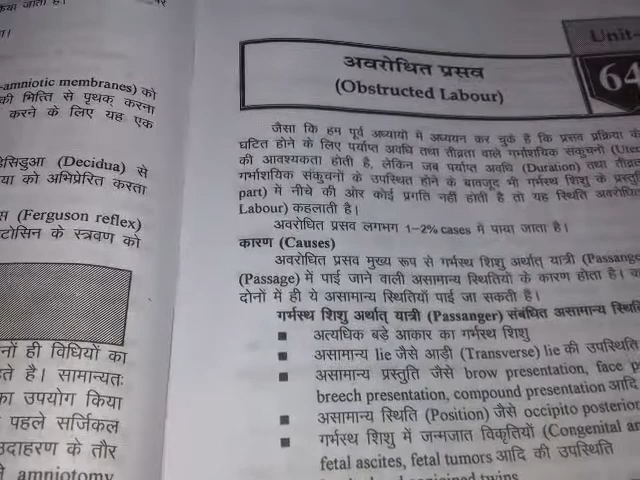 क्रिया जाता है।
ता।
-amniotic membranes) को
की भित्ति से पृथक् करना
करने के लिए यह एक
डेसिडुआ (Decidua) से
या को अभिप्रेरित करता
स (Ferguson reflex)
टोसिन के स्त्रवण को
नों ही विधियों का
ते है। सामान्यतः
का उपयोग किया
पहले सर्जिकल
उदाहरण के तौर
amniotomy
Unit-
64
अवरोधित प्रसव
(Obstructed Labour)
जैसा कि हम पूर्व अध्यायों में अध्ययन कर चुके है कि प्रसव प्रक्रिया के
घटित होने के लिए पर्याप्त अवधि तथा तीव्रता वाले गर्भाशयिक संकुचनों (Uter
की आवश्यकता होती है, लेकिन जब पर्याप्त अवधि (Duration) तथा तीव्रता
गर्भाशयिक संकुचनों के उपस्थित होने के बावजूद भी गर्भस्थ शिशु के प्रस्तुति
part) में नीचे की ओर कोई प्रगति नहीं होती है तो यह स्थिति अवरोधित
Labour) कहलाती है।
अवरोधित प्रसव लगभग 1-2% cases में पाया जाता है।
कारण (Causes)
अवरोधित प्रसव मुख्य रूप से गर्भस्थ शिशु अर्थात् यात्री (Passange
(Passage) में पाई जाने वाली असामान्य स्थितियों के कारण होता है।
दोनों में ही ये असामान्य स्थितियाँ पाई जा सकती है।
गर्भस्थ शिशु अर्थात् यात्री (Passanger) संबंधित असामान्य स्थिति
■ अत्यधिक बड़े आकार का गर्भस्थ शिशु
■ असामान्य lie जैसे आड़ी (Transverse) lie की उपस्थिति
■ असामान्य प्रस्तुति जैसे brow presentation, face p
breech presentation, compound presentation आदि
■ असामान्य स्थिति (Position) जैसे occipito posterior
■ गर्भस्थ शिशु में जन्मजात विकृतियों (Congenital an
fetal ascites, fetal tumors आदि की उपस्थिति